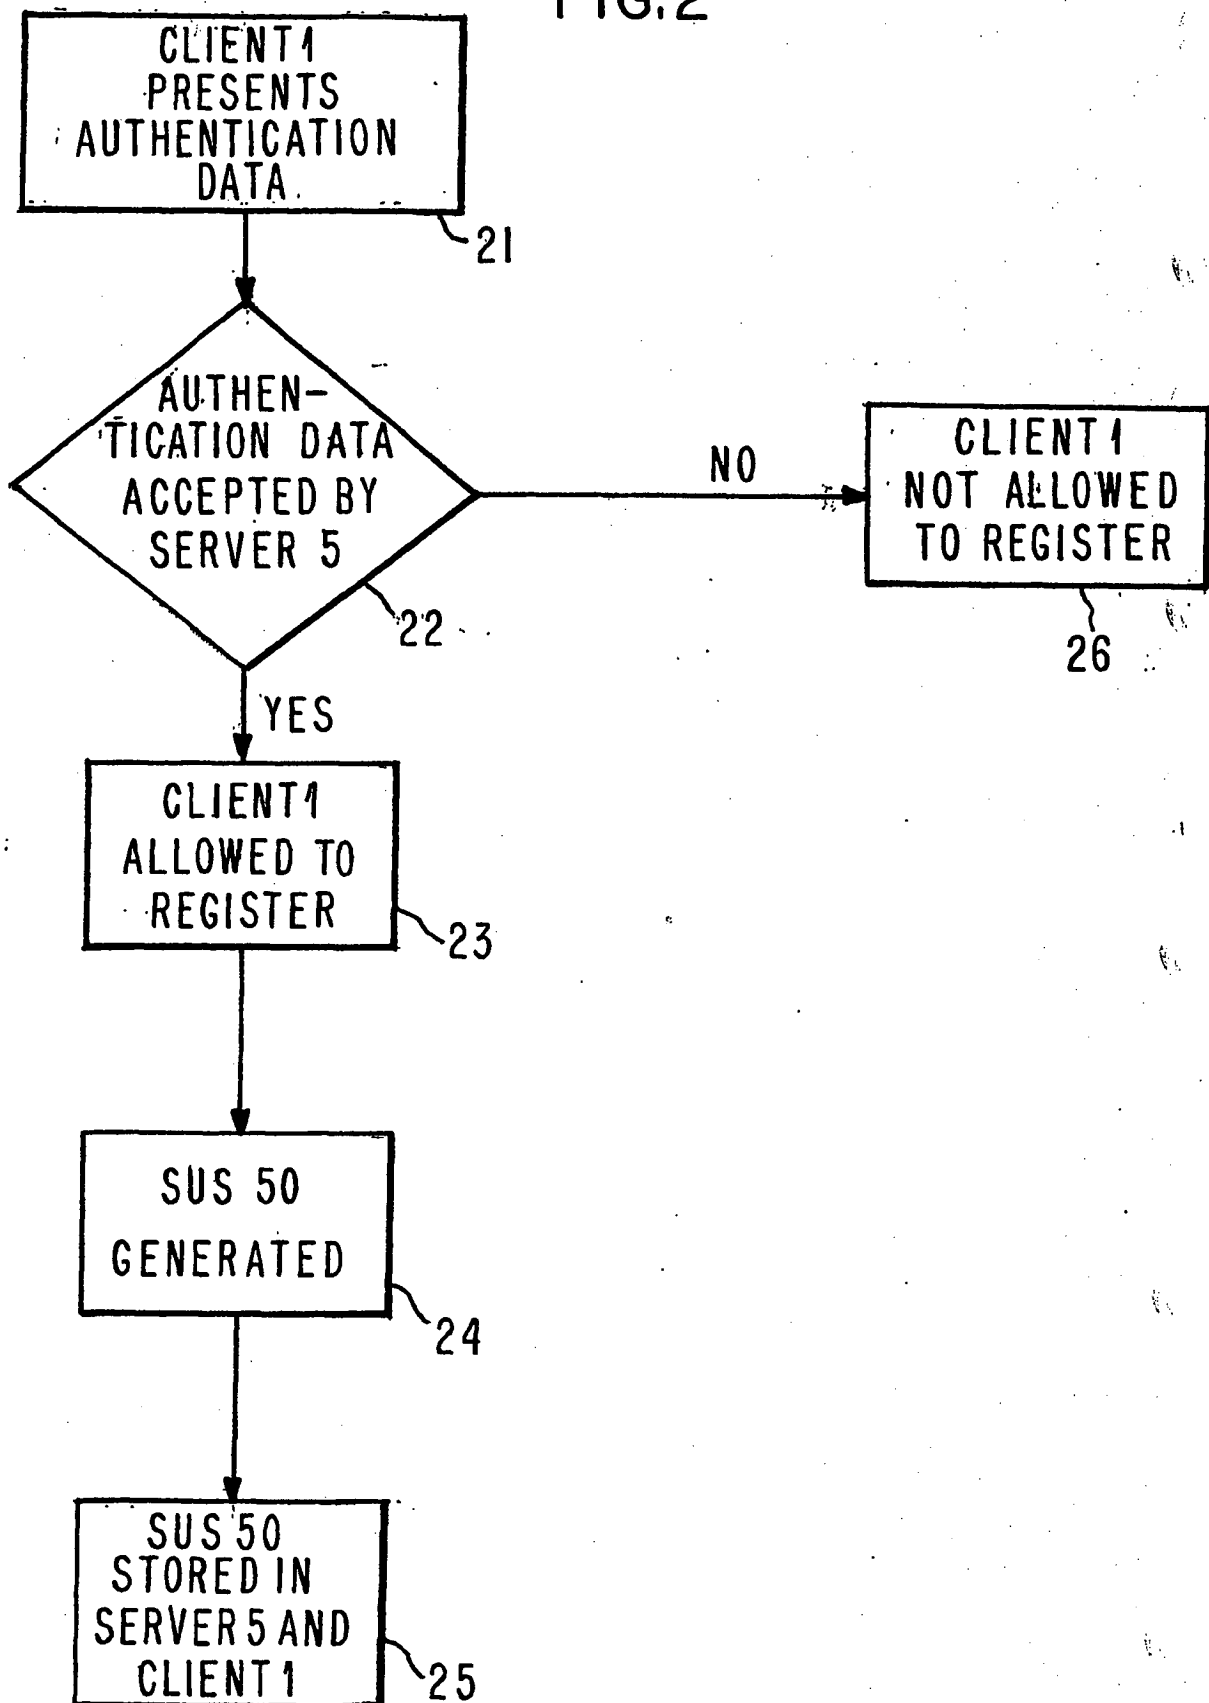 FIG.2
CLIENT 1
PRESENTS
AUTHENTICATION
DATA.
21
AUTHEN-
TICATION DATA
ACCEPTED BY
SERVER 5
22
NO
CLIENT 1
NOT ALLOWED
TO REGISTER
26
YES
CLIENT 1
ALLOWED TO
REGISTER
23
SUS 50
GENERATED
24
SUS 50
STORED IN
SERVER 5 AND
CLIENT 1
25